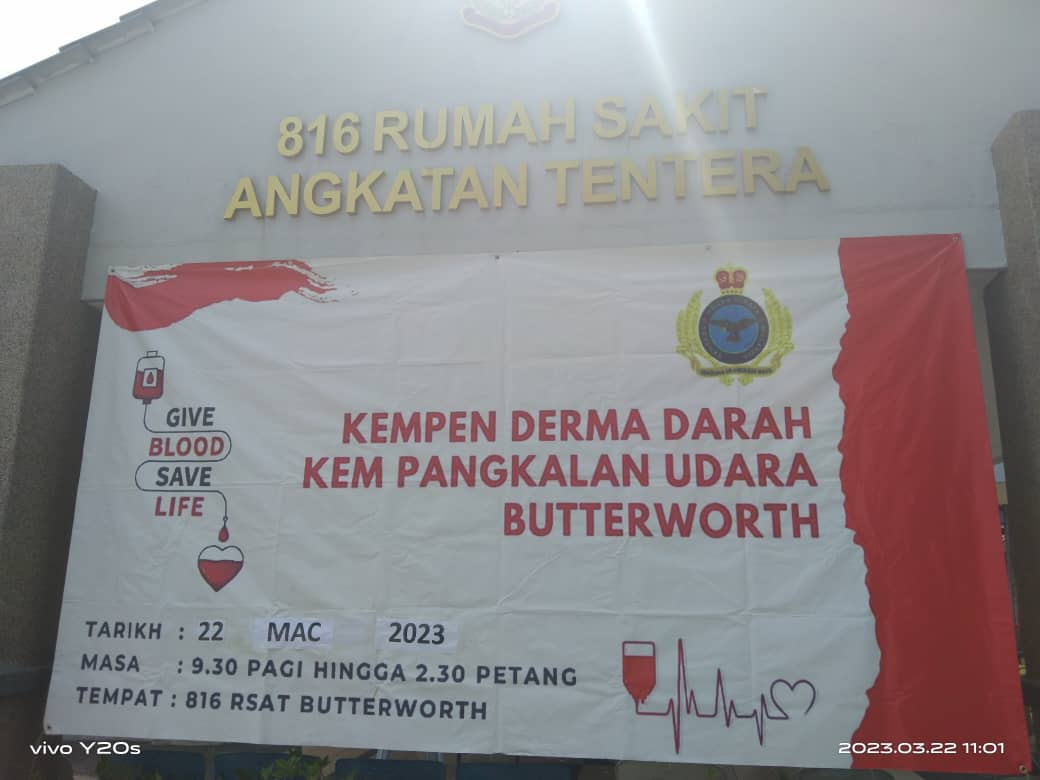 816 RUMAH SAKIT
ANGKATAN TENTERA
GIVE
BLOOD
SAVE
LIFE
KEMPEN DERMA DARAH
KEM PANGKALAN UDARA
BUTTERWORTH
TARIKH : 22 MAC 2023
MASA : 9.30 PAGI HINGGA 2.30 PETANG
TEMPAT : 816 RSAT BUTTERWORTH
vivo Y20s
2023.03.22 11:01